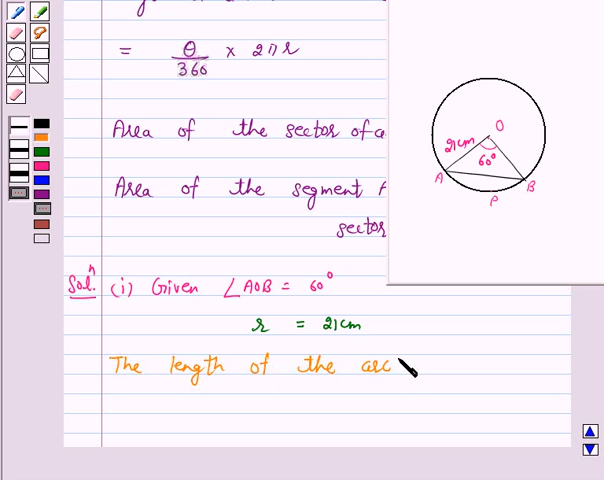 = θ/360 × 2πr
Area of the sector of a
Area of the segment A
sector
Solⁿ. (i) Given ∠AOB = 60°
r = 21cm
The length of the arc
O
21cm
60°
A
B
P